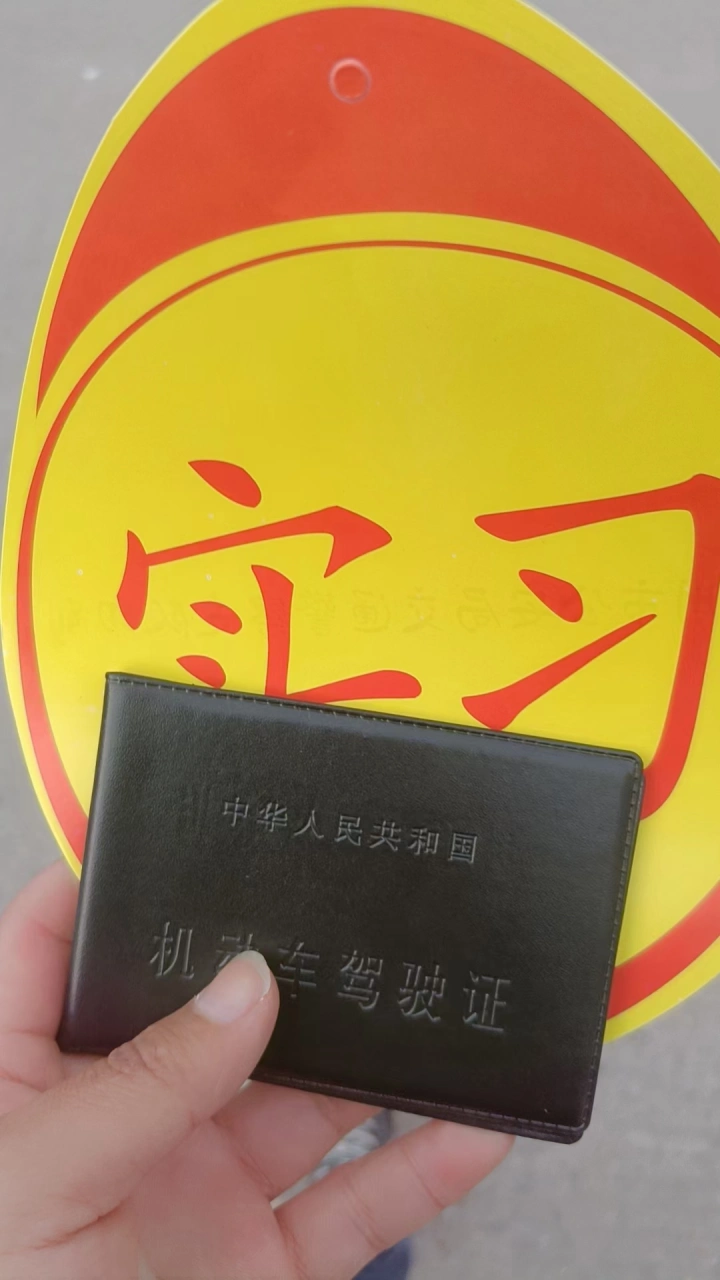 实习
中华人民共和国
机动车驾驶证